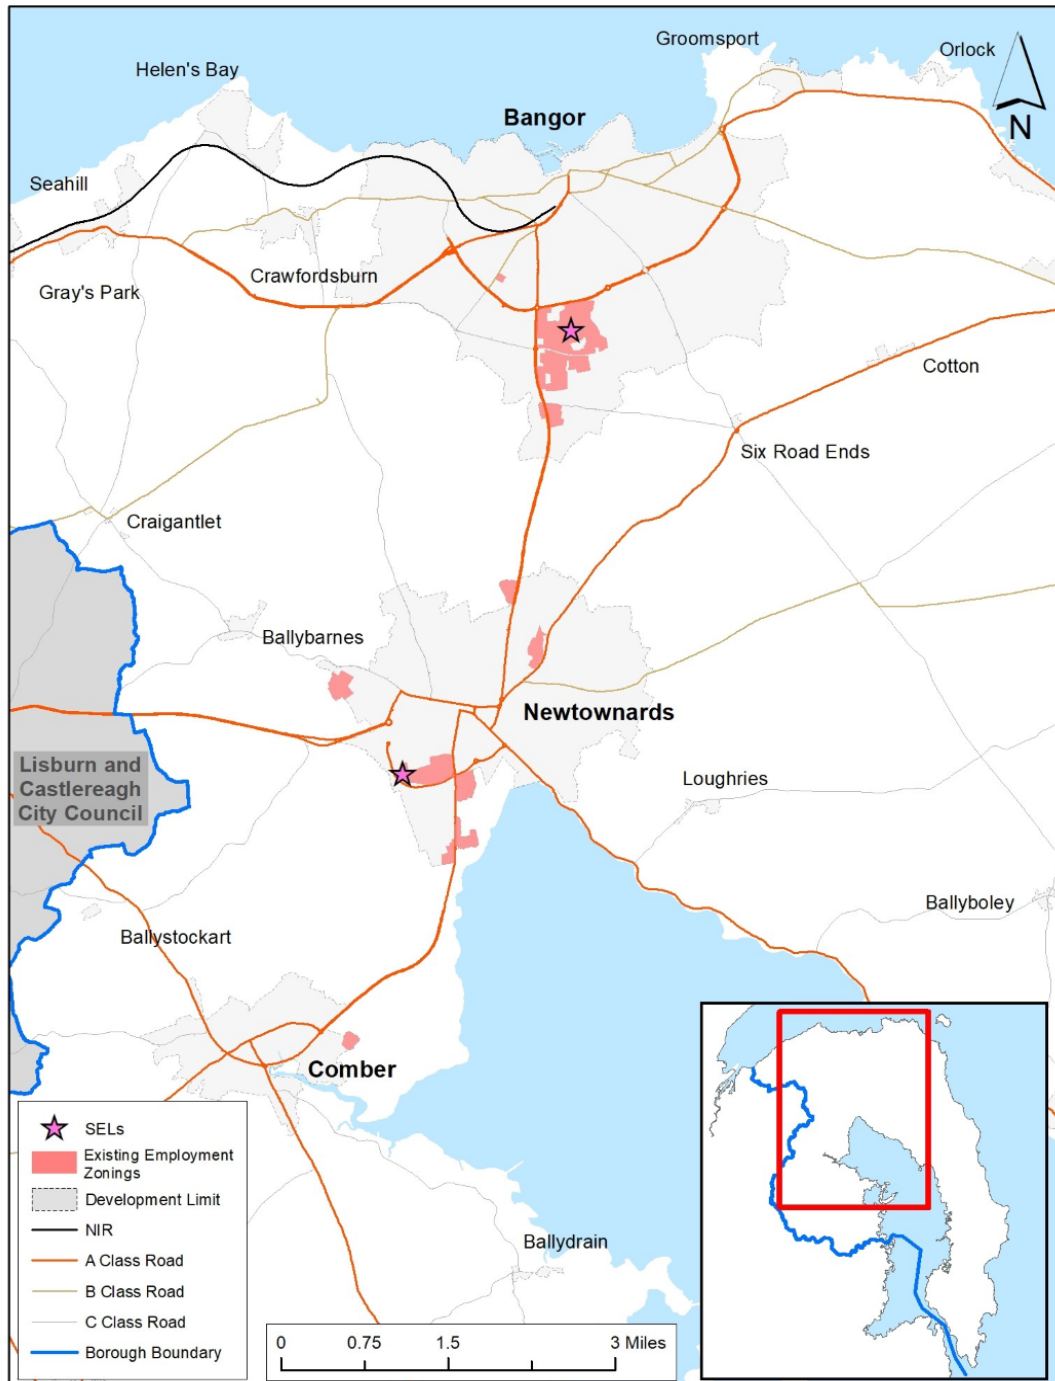 Groomsport
Orlock
Helen's Bay
Bangor
N
Seahill
Crawfordsburn
Gray's Park
Cotton
Six Road Ends
Craigantlet
Ballybarnes
Newtownards
Lisburn and
Castlereagh
City Council
Loughries
Ballyboley
Ballystockart
Comber
SELs
Existing Employment
Zonings
Development Limit
NIR
A Class Road
B Class Road
C Class Road
Borough Boundary
Ballydrain
0 0.75 1.5 3 Miles